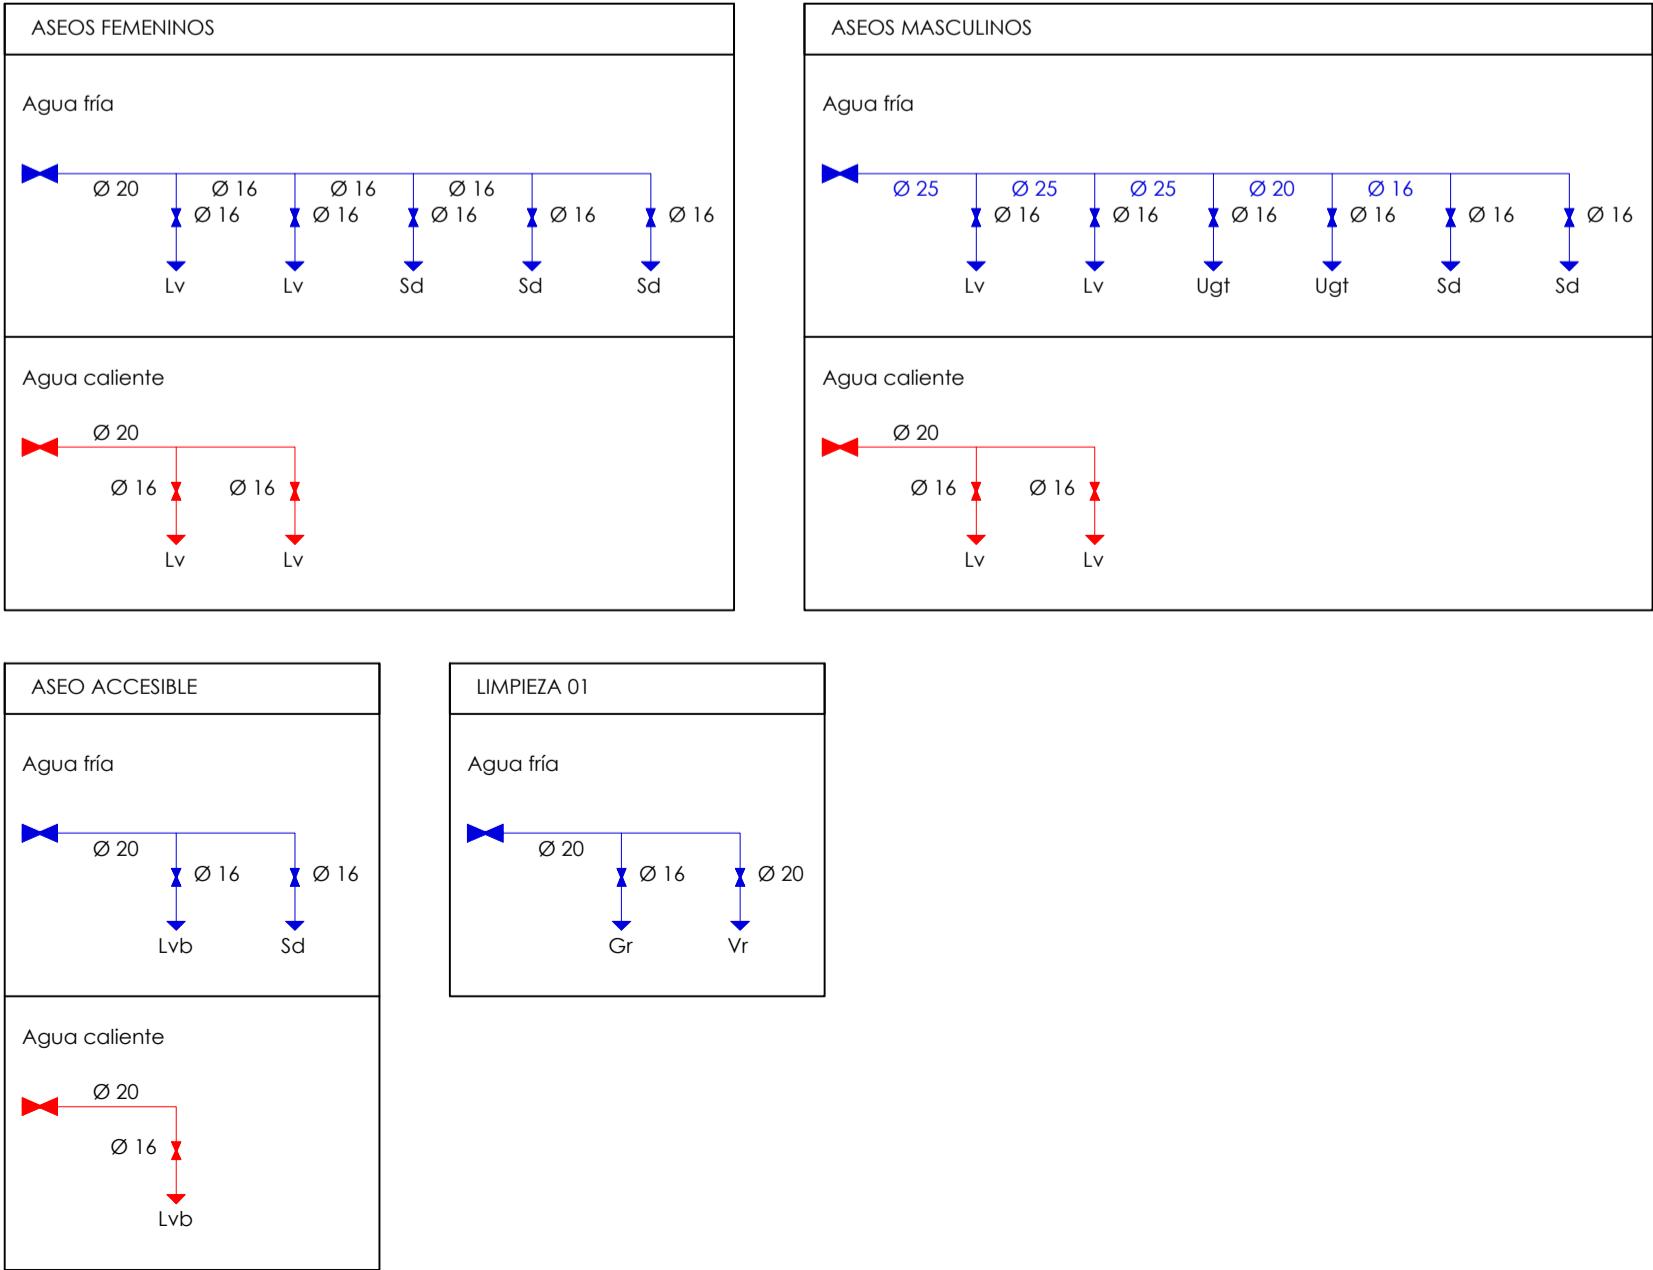 ASEOS FEMENINOS
Agua fría
Ø 20 Ø 16 Ø 16 Ø 16
Ø 16 Ø 16 Ø 16 Ø 16 Ø 16
Lv Lv Sd Sd Sd
Agua caliente
Ø 20
Ø 16 Ø 16
Lv Lv
ASEOS MASCULINOS
Agua fría
Ø 25 Ø 25 Ø 25 Ø 20 Ø 16
Ø 16 Ø 16 Ø 16 Ø 16 Ø 16 Ø 16
Lv Lv Ugt Ugt Sd Sd
Agua caliente
Ø 20
Ø 16 Ø 16
Lv Lv
ASEO ACCESIBLE
Agua fría
Ø 20
Ø 16 Ø 16
Lvb Sd
Agua caliente
Ø 20
Ø 16
Lvb
LIMPIEZA 01
Agua fría
Ø 20
Ø 16 Ø 20
Gr Vr